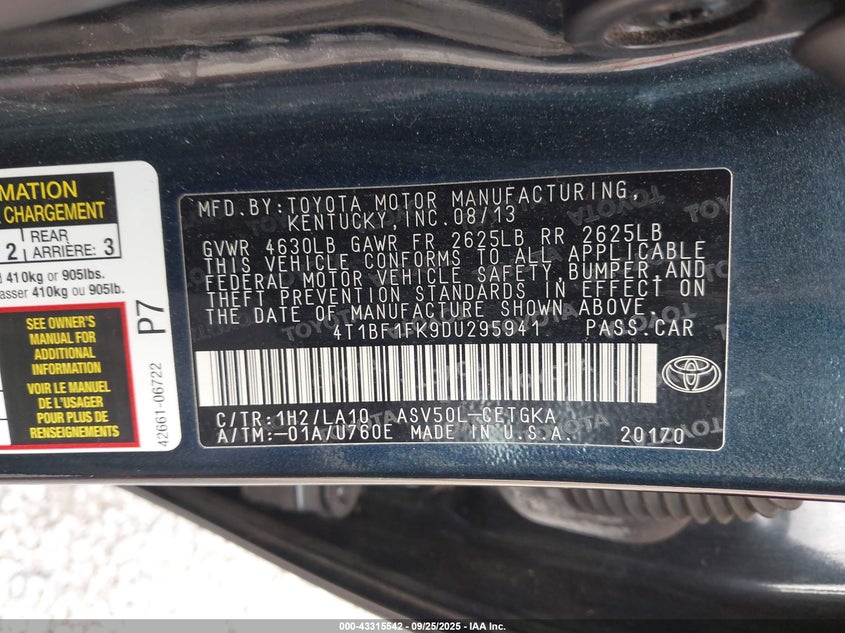 MATION
CHARGEMENT
2 REAR ARRIÈRE: 3
410kg or 905lbs.
asser 410kg ou 905lb.
SEE OWNER'S
MANUAL FOR
ADDITIONAL
INFORMATION
VOIR LE MANUEL
DE L'USAGER
POUR PLUS DE
RENSEIGNEMENTS
P7
42661-06722
MFD.BY:TOYOTA MOTOR MANUFACTURING,
KENTUCKY,INC.08/13
GVWR 4630LB GAWR FR 2625LB RR 2625LB
THIS VEHICLE CONFORMS TO ALL APPLICABLE
FEDERAL MOTOR VEHICLE SAFETY,BUMPER,AND
THEFT PREVENTION STANDARDS IN EFFECT ON
THE DATE OF MANUFACTURE SHOWN ABOVE.
4T1BF1FK9DU295941 PASS.CAR
C/TR:1H2/LA10 ASV50L-CETGKA
A/TM:-01A/U760E MADE IN U.S.A. 20170
TOYOTA
000-43315542 - 09/25/2025 - IAA Inc.